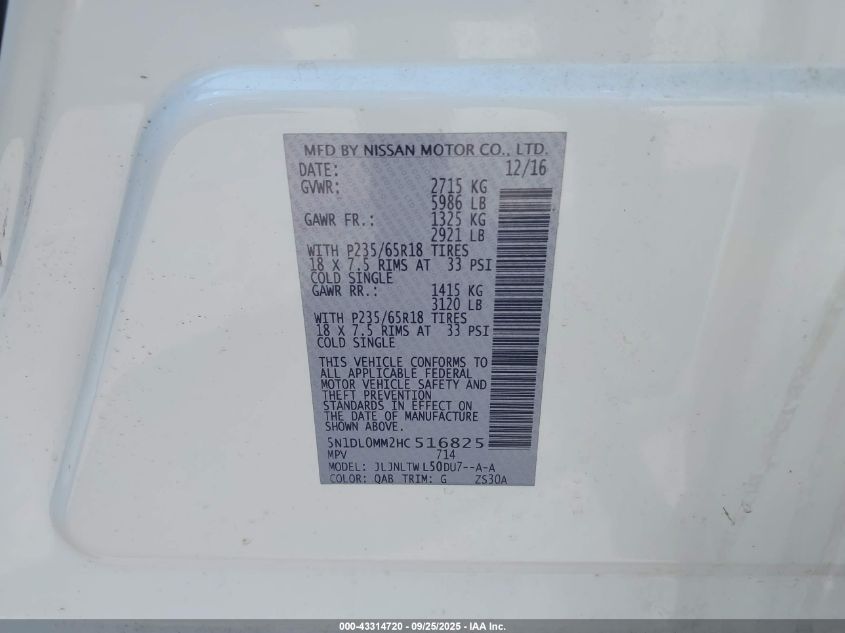 MFD BY NISSAN MOTOR CO., LTD.
DATE: 12/16
GVWR: 2715 KG
5986 LB
GAWR FR.: 1325 KG
2921 LB
WITH P235/65R18 TIRES
18 X 7.5 RIMS AT 33 PSI
COLD SINGLE
GAWR RR.: 1415 KG
3120 LB
WITH P235/65R18 TIRES
18 X 7.5 RIMS AT 33 PSI
COLD SINGLE
THIS VEHICLE CONFORMS TO
ALL APPLICABLE FEDERAL
MOTOR VEHICLE SAFETY AND
THEFT PREVENTION
STANDARDS IN EFFECT ON
THE DATE OF MANUFACTURE
SHOWN ABOVE.
5N1DL0MM2HC516825
MPV 714
MODEL: JLJNLTWL50DU7--A-A
COLOR: QAB TRIM: G ZS30A
000-43314720 - 09/25/2025 - IAA Inc.